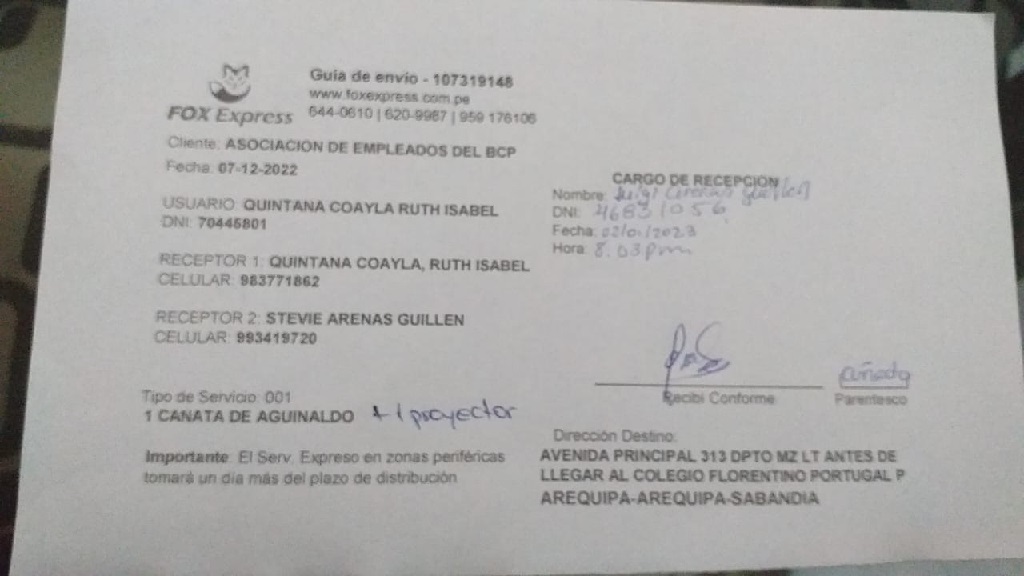 FOX Express
Guia de envío - 107319148
www.foxexpress.com.pe
644-0610 | 620-9987 | 959 176106
Cliente: ASOCIACION DE EMPLEADOS DEL BCP
Fecha: 07-12-2022
USUARIO: QUINTANA COAYLA RUTH ISABEL
DNI: 70445801
RECEPTOR 1: QUINTANA COAYLA, RUTH ISABEL
CELULAR: 983771862
RECEPTOR 2: STEVIE ARENAS GUILLEN
CELULAR: 993419720
Tipo de Servicio: 001
1 CANATA DE AGUINALDO + 1 proyector
Importante: El Serv. Expreso en zonas periféricas
tomará un día más del plazo de distribución
CARGO DE RECEPCION
Nombre: Luigi Arenas Guillen
DNI: 46831056
Fecha: 02/01/2023
Hora: 8.03pm
Recibi Conforme
Parentesco
Dirección Destino:
AVENIDA PRINCIPAL 313 DPTO MZ LT ANTES DE
LLEGAR AL COLEGIO FLORENTINO PORTUGAL P
AREQUIPA-AREQUIPA-SABANDIA